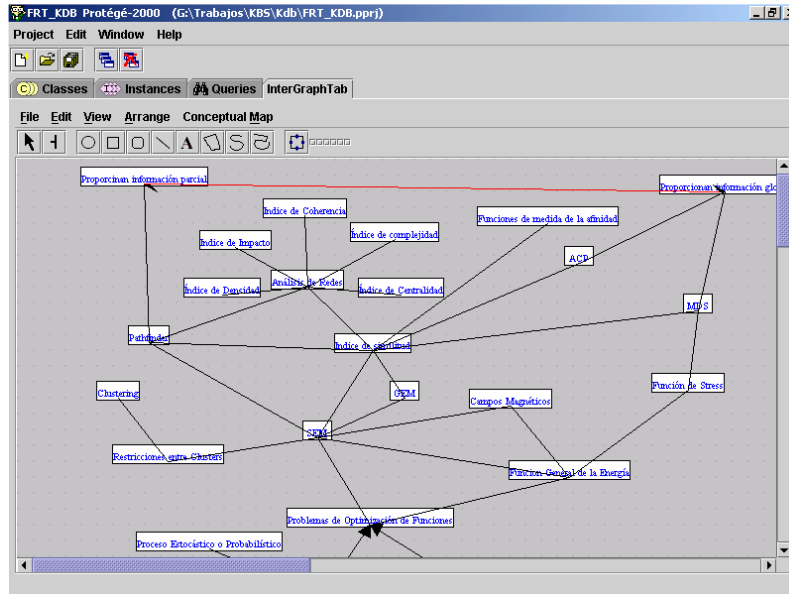 FRT_KDB Protégé-2000 (G:\Trabajos\KBS\Kdb\FRT_KDB.pprj)
Project Edit Window Help
Classes Instances Queries InterGraphTab
File Edit View Arrange Conceptual Map
A
Proporcinan información parcial
Proporcionan información glo
Índice de Coherencia
Funciones de medida de la afinidad
Índice de Impacto
Índice de complejidad
ACP
Análisis de Redes
Índice de Densidad
Índice de Centralidad
MDS
Pathfinder
Indice de similitud
Clustering
GEM
Función de Stress
Campos Magnéticos
SEM
Restricciones entre Clusters
Funcion General de la Energía
Problemas de Optimización de Funciones
Proceso Estocástico o Probabilístico